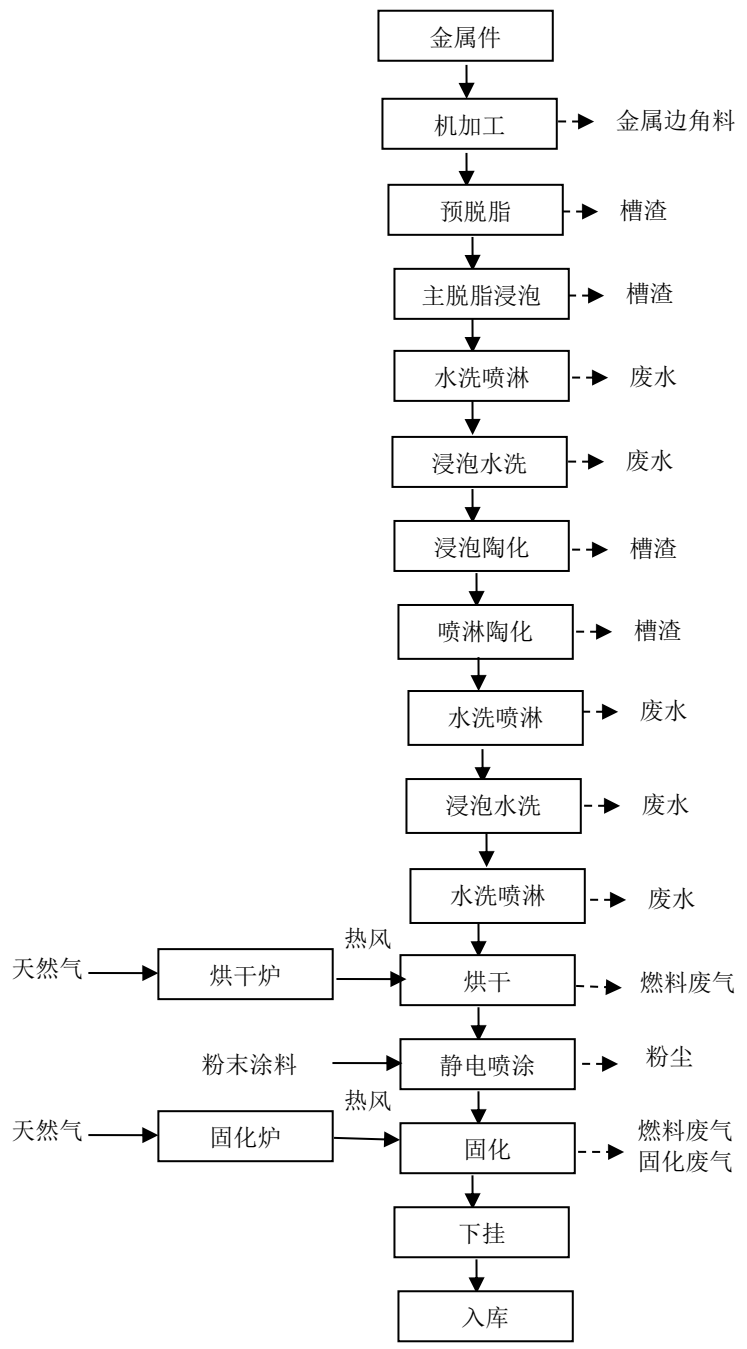 金属件
机加工
金属边角料
预脱脂
槽渣
主脱脂浸泡
槽渣
水洗喷淋
废水
浸泡水洗
废水
浸泡陶化
槽渣
喷淋陶化
槽渣
水洗喷淋
废水
浸泡水洗
废水
水洗喷淋
废水
天然气
烘干炉
热风
烘干
燃料废气
粉末涂料
静电喷涂
粉尘
天然气
固化炉
热风
固化
燃料废气
固化废气
下挂
入库